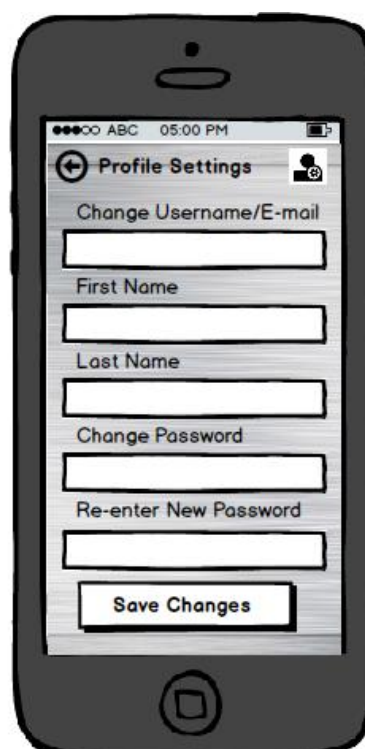 ABC 05:00 PM
Profile Settings
Change Username/E-mail
First Name
Last Name
Change Password
Re-enter New Password
Save Changes